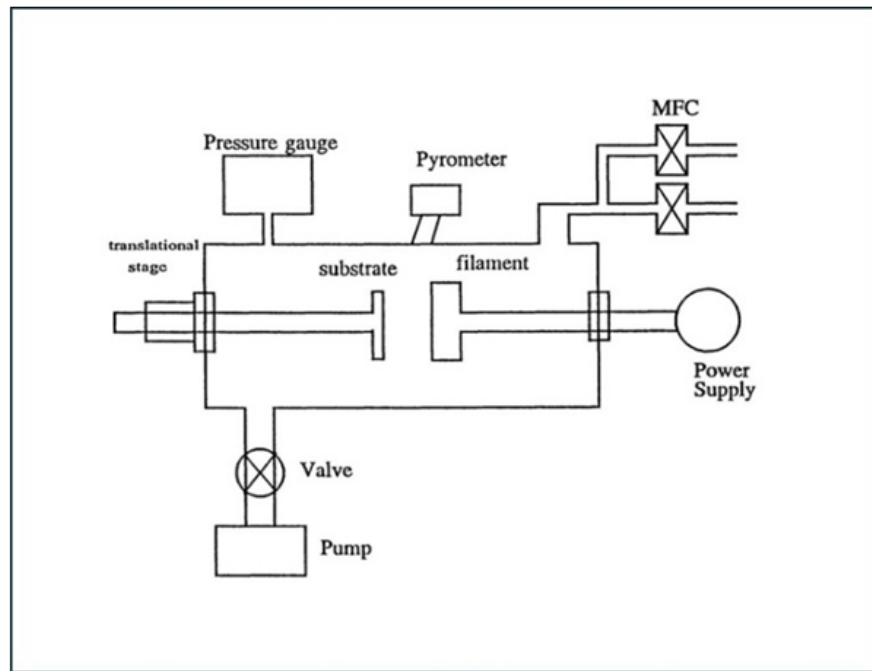 MFC
Pressure gauge
Pyrometer
translational
stage
substrate
filament
Power
Supply
Valve
Pump